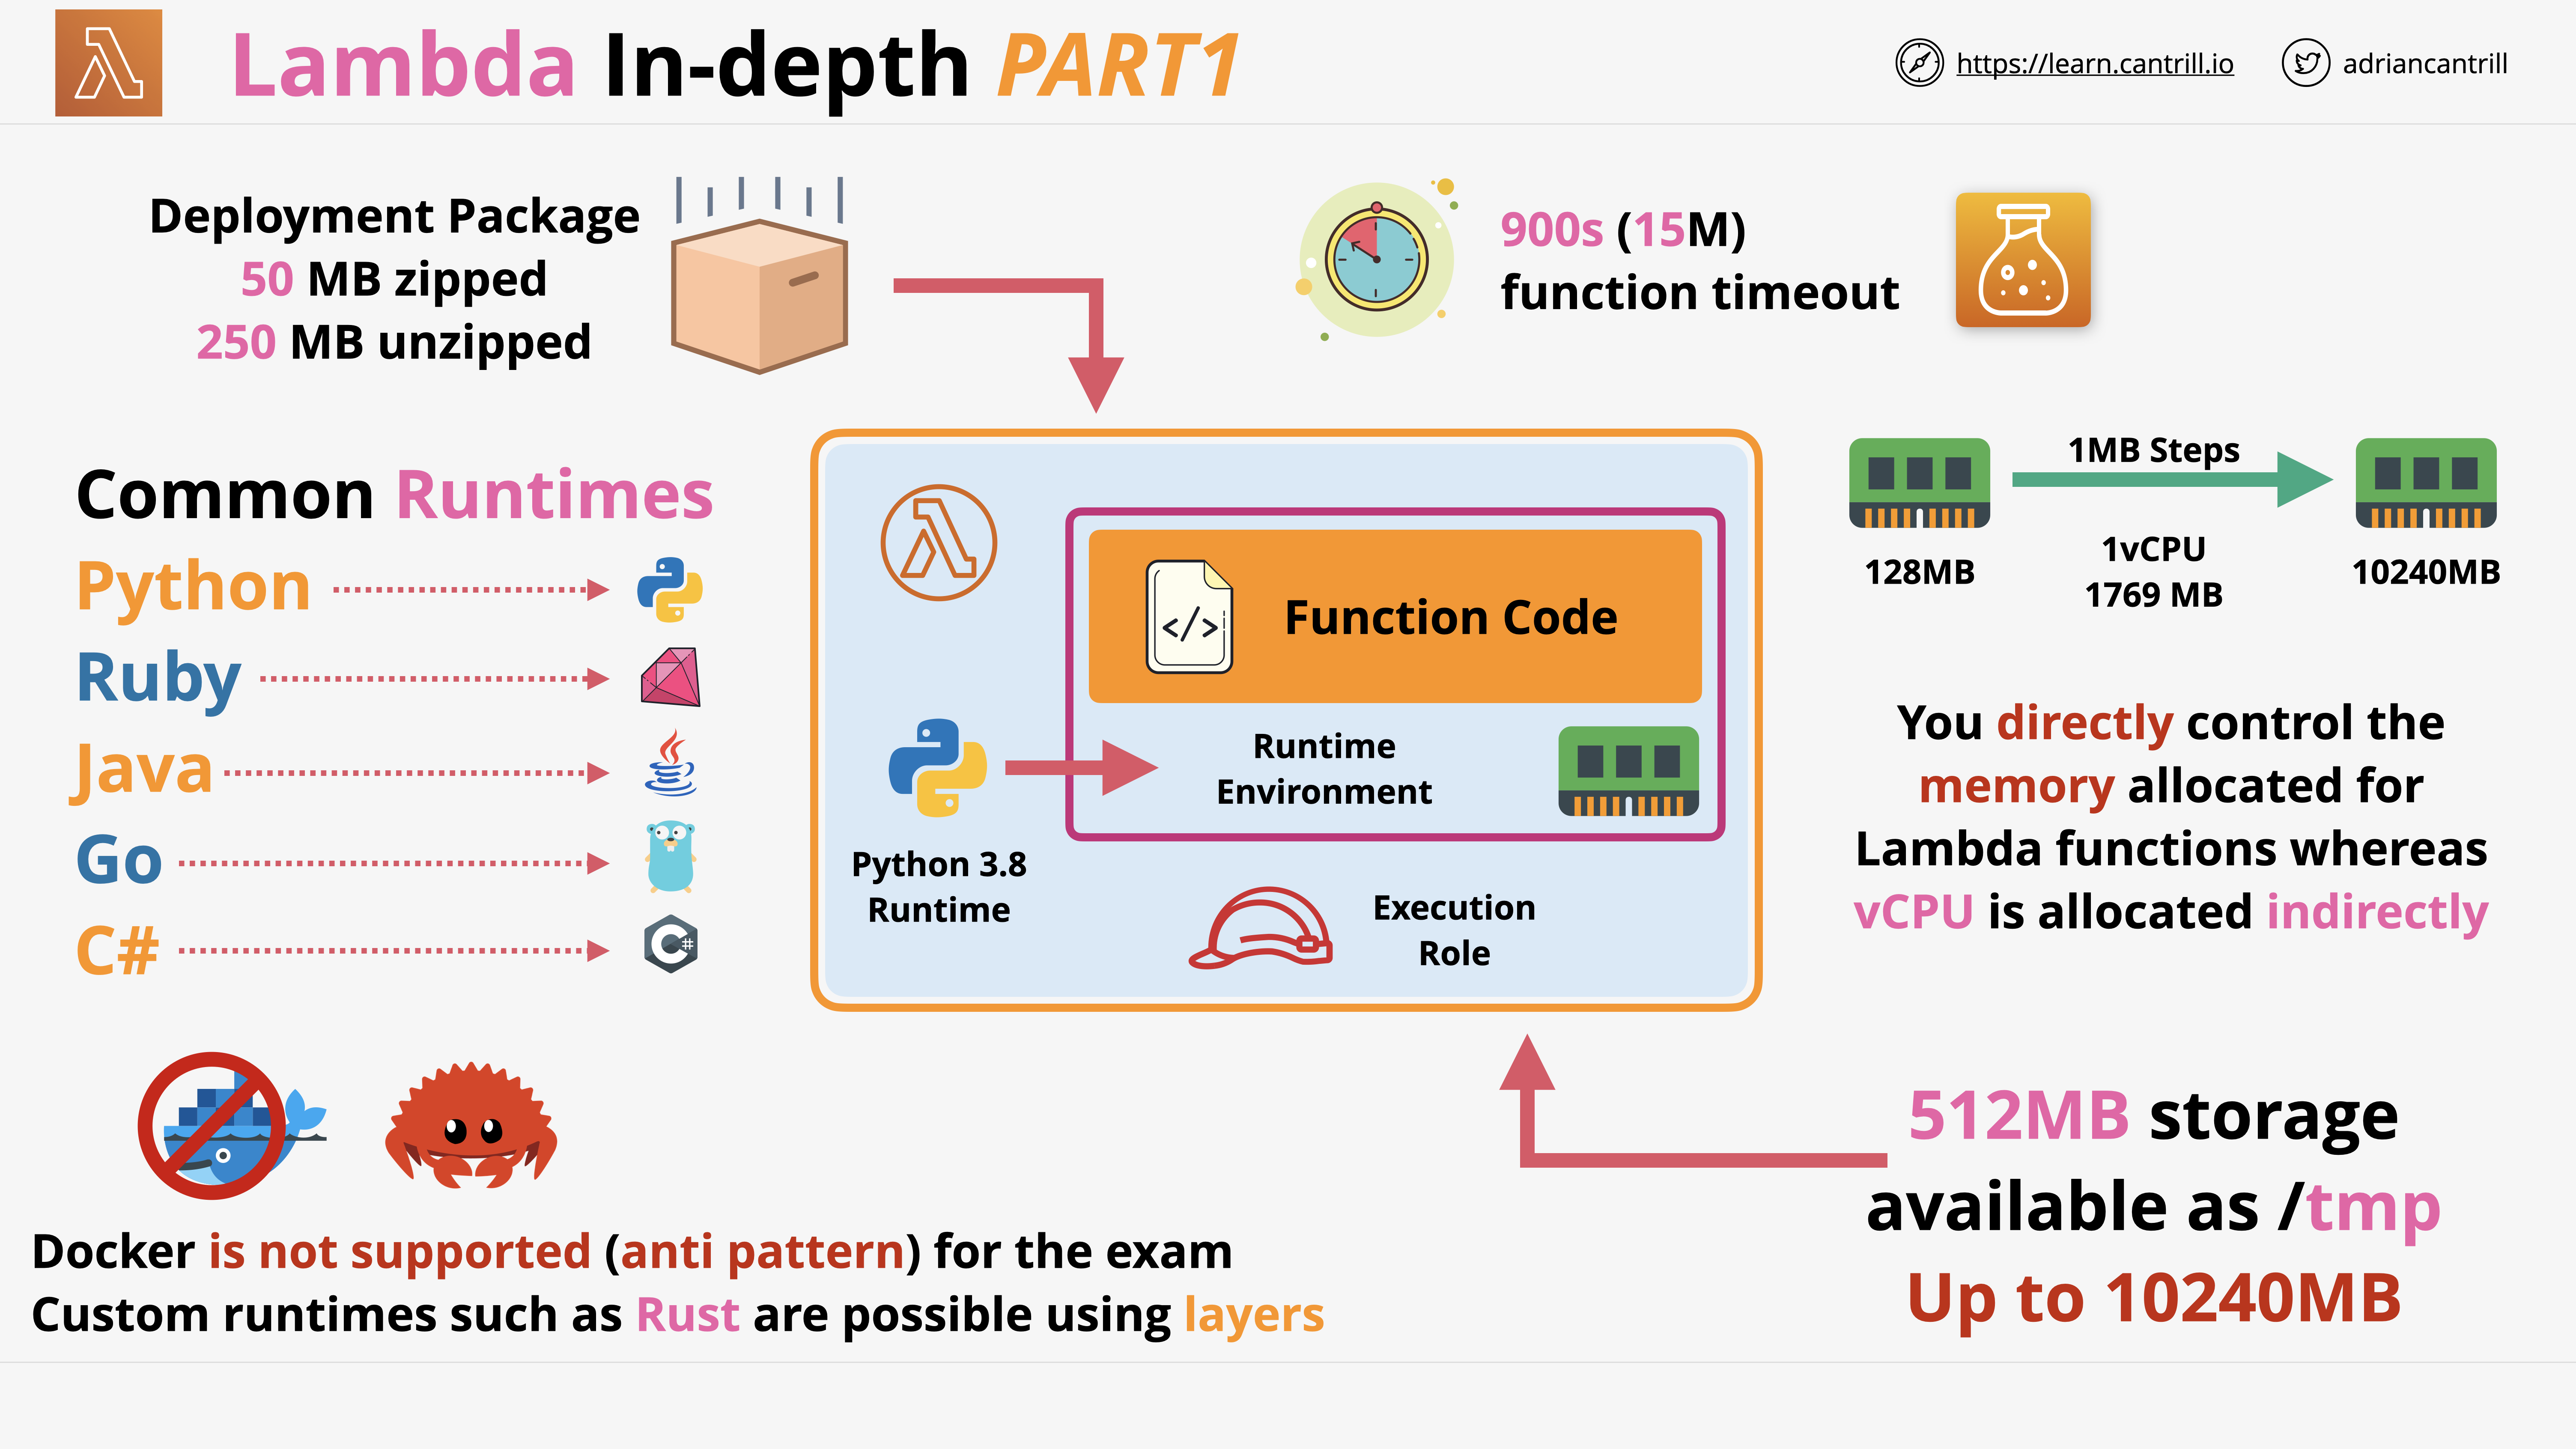 Lambda In-depth PART1
https://learn.cantrill.io
adriancantrill
Deployment Package
50 MB zipped
250 MB unzipped
900s (15M)
function timeout
Common Runtimes
Python
Ruby
Java
Go
C#
</>
Function Code
Runtime
Environment
Python 3.8
Runtime
Execution
Role
1MB Steps
128MB
1vCPU
1769 MB
10240MB
You directly control the
memory allocated for
Lambda functions whereas
vCPU is allocated indirectly
512MB storage
available as /tmp
Up to 10240MB
Docker is not supported (anti pattern) for the exam
Custom runtimes such as Rust are possible using layers